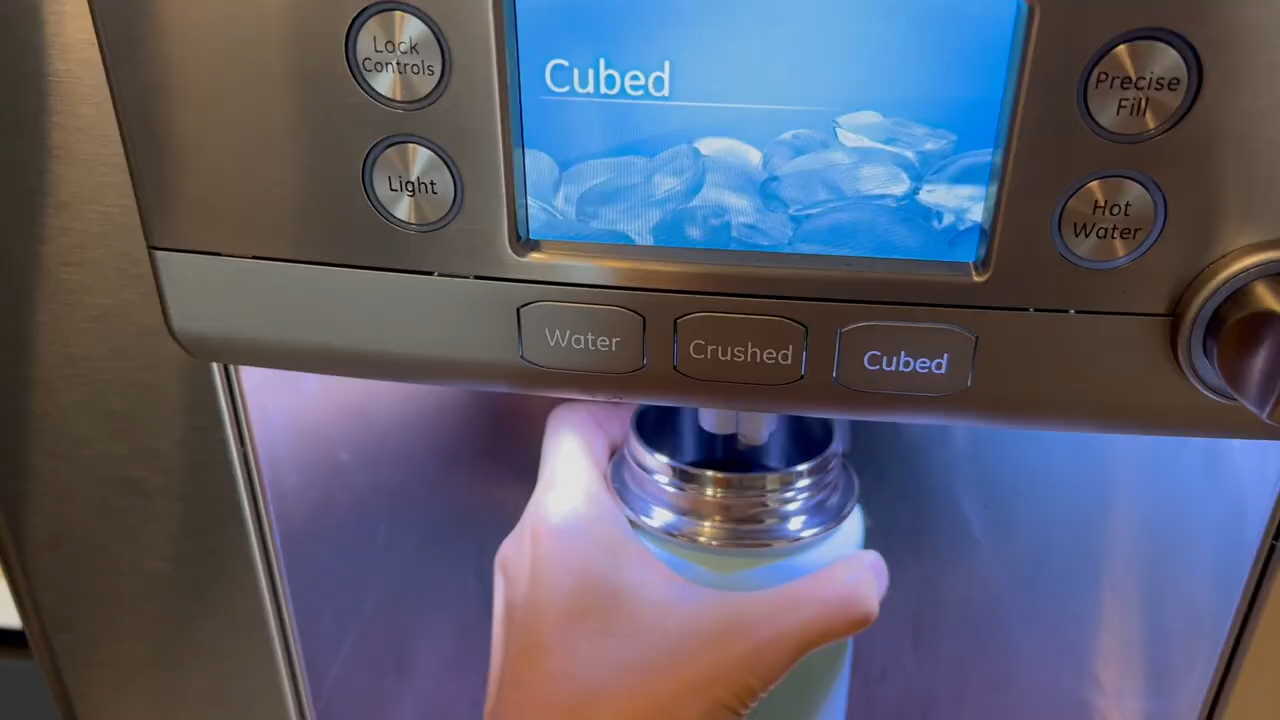 Lock
Controls
Light
Cubed
Precise
Fill
Hot
Water
Water
Crushed
Cubed